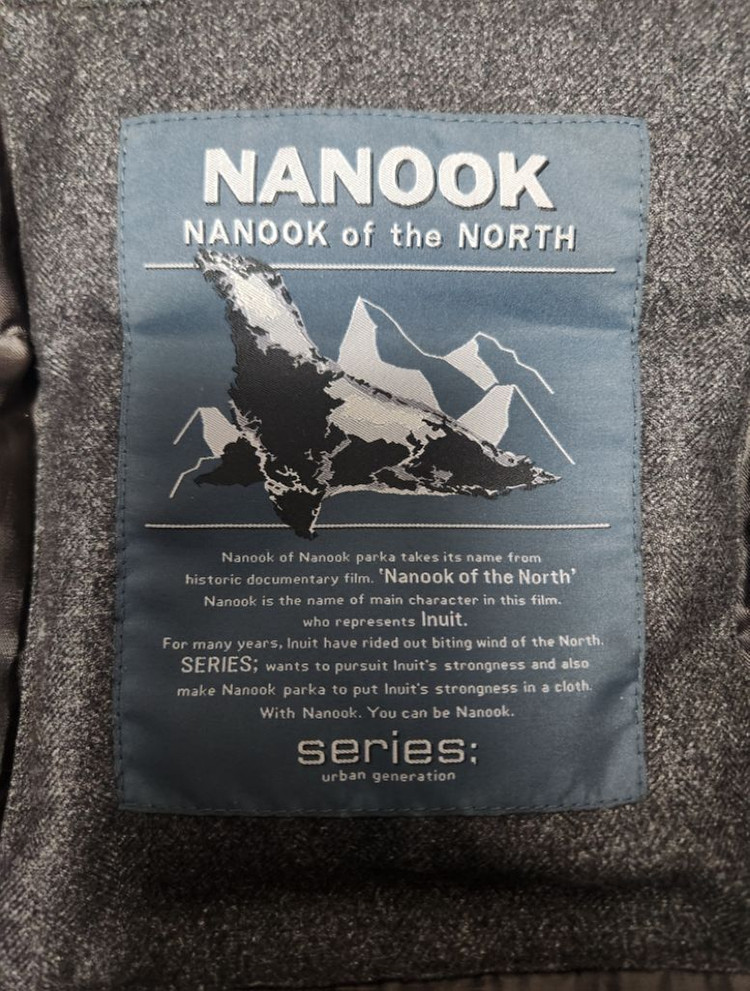 NANOOK
NANOOK of the NORTH
Nanook of Nanook parka takes its name from
historic documentary film. 'Nanook of the North'
Nanook is the name of main character in this film.
who represents Inuit.
For many years, Inuit have rided out biting wind of the North.
SERIES; wants to pursuit Inuit's strongness and also
make Nanook parka to put Inuit's strongness in a cloth.
With Nanook. You can be Nanook.
series;
urban generation